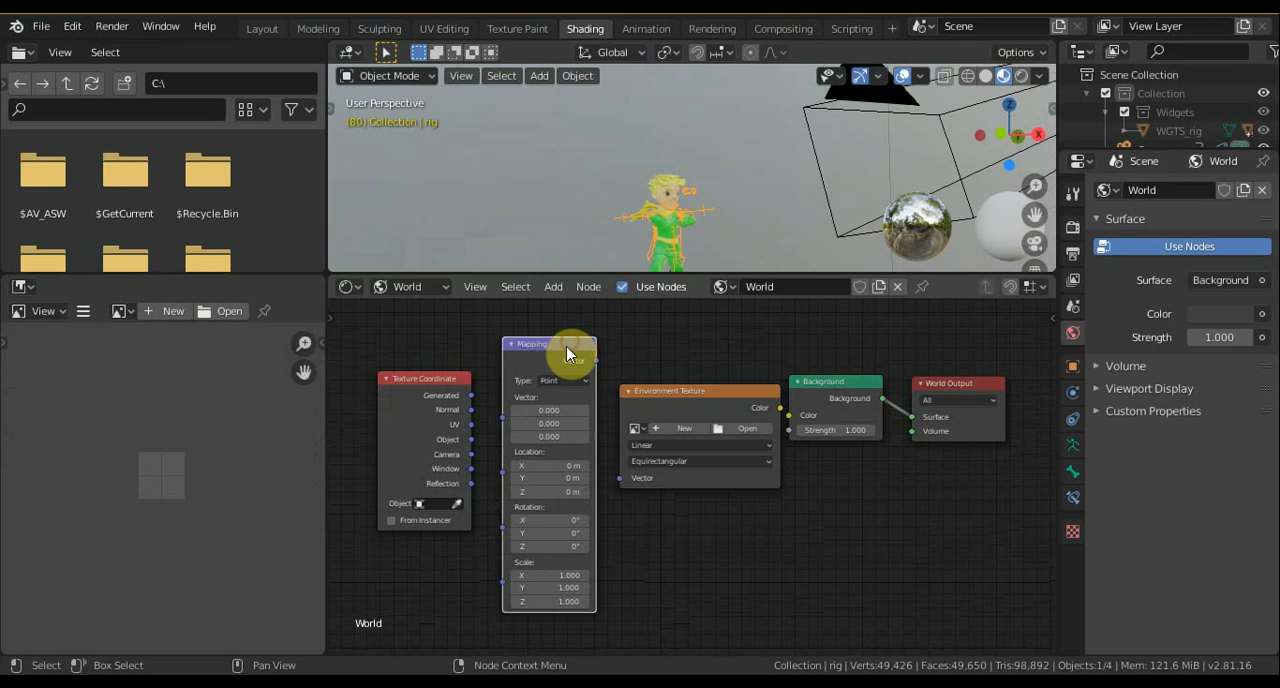 File Edit Render Window Help
Layout Modeling Sculpting UV Editing Texture Paint Shading Animation Rendering Compositing Scripting
Scene
View Layer
View Select
Global
Options
C:\
Object Mode View Select Add Object
User Perspective
(80) Collection | rig
Z
X
Scene Collection
Collection
Widgets
WGTS_rig
Scene World
World
Surface
Use Nodes
Surface Background
Color
Strength 1.000
Volume
Viewport Display
Custom Properties
$AV_ASW $GetCurrent $Recycle.Bin
View New Open
World View Select Add Node Use Nodes World
Texture Coordinate
Generated
Normal
UV
Object
Camera
Window
Reflection
Object
From Instancer
Mapping
Vector
Type: Point
Vector:
0.000
0.000
0.000
Location:
X 0 m
Y 0 m
Z 0 m
Rotation:
X 0°
Y 0°
Z 0°
Scale:
X 1.000
Y 1.000
Z 1.000
Environment Texture
Color
New Open
Linear
Equirectangular
Vector
Background
Background
Color
Strength 1.000
World Output
All
Surface
Volume
World
Select Box Select Pan View Node Context Menu Collection | rig | Verts:49,426 | Faces:49,650 | Tris:98,892 | Objects:1/4 | Mem: 121.6 MiB | v2.81.16